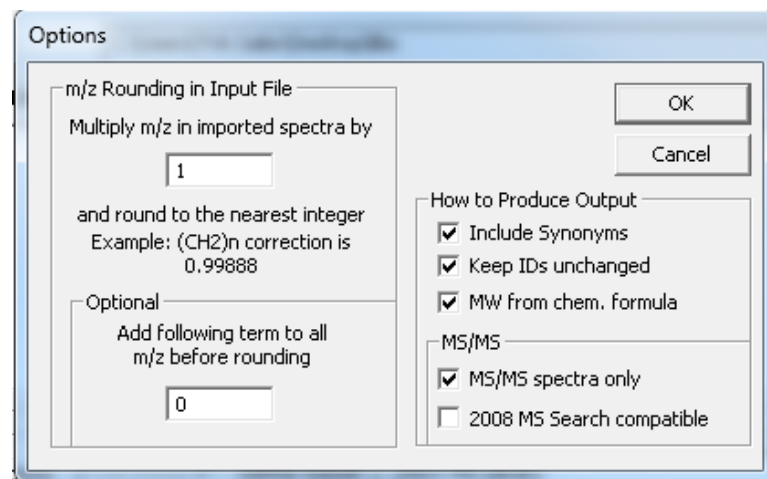 Options
m/z Rounding in Input File
Multiply m/z in imported spectra by
1
and round to the nearest integer
Example: (CH2)n correction is
0.99888
Optional
Add following term to all
m/z before rounding
0
OK
Cancel
How to Produce Output
Include Synonyms
Keep IDs unchanged
MW from chem. formula
MS/MS
MS/MS spectra only
2008 MS Search compatible